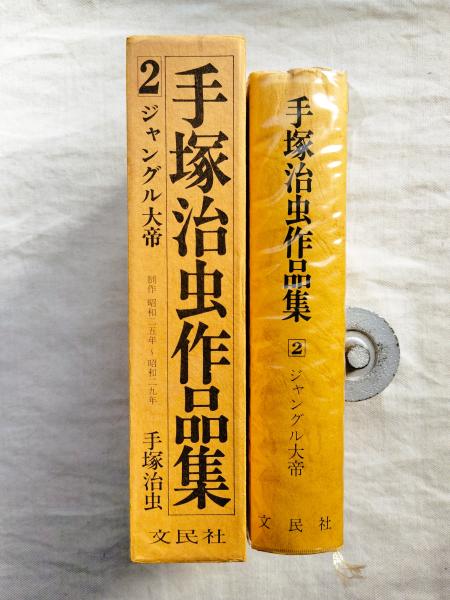 手塚治虫作品集
2 ジャングル大帝
制作 昭和二五年〜昭和二九年
手塚治虫
文民社
手塚治虫作品集
2 ジャングル大帝
文民社